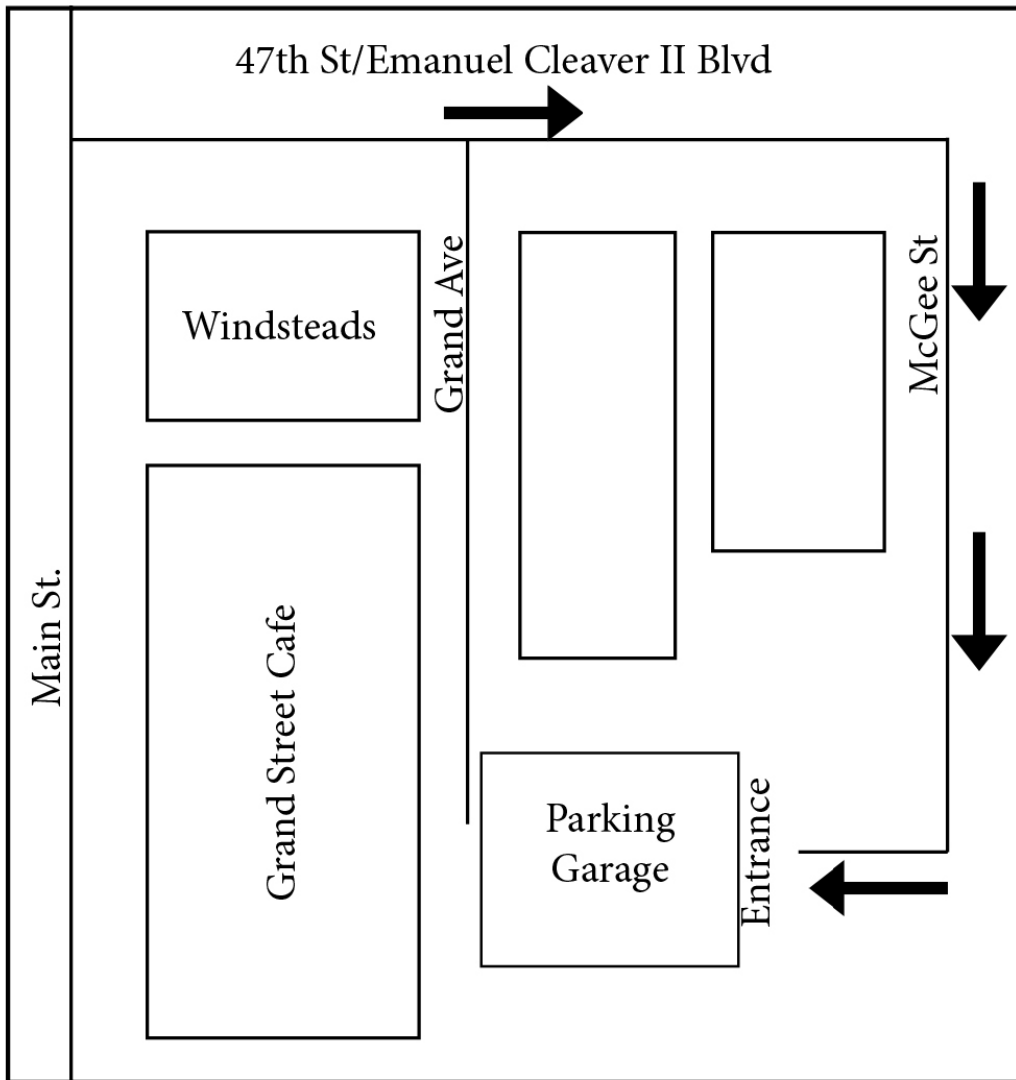 47th St/Emanuel Cleaver II Blvd
Windsteads
Grand Ave
McGee St
Main St.
Grand Street Cafe
Parking
Garage
Entrance